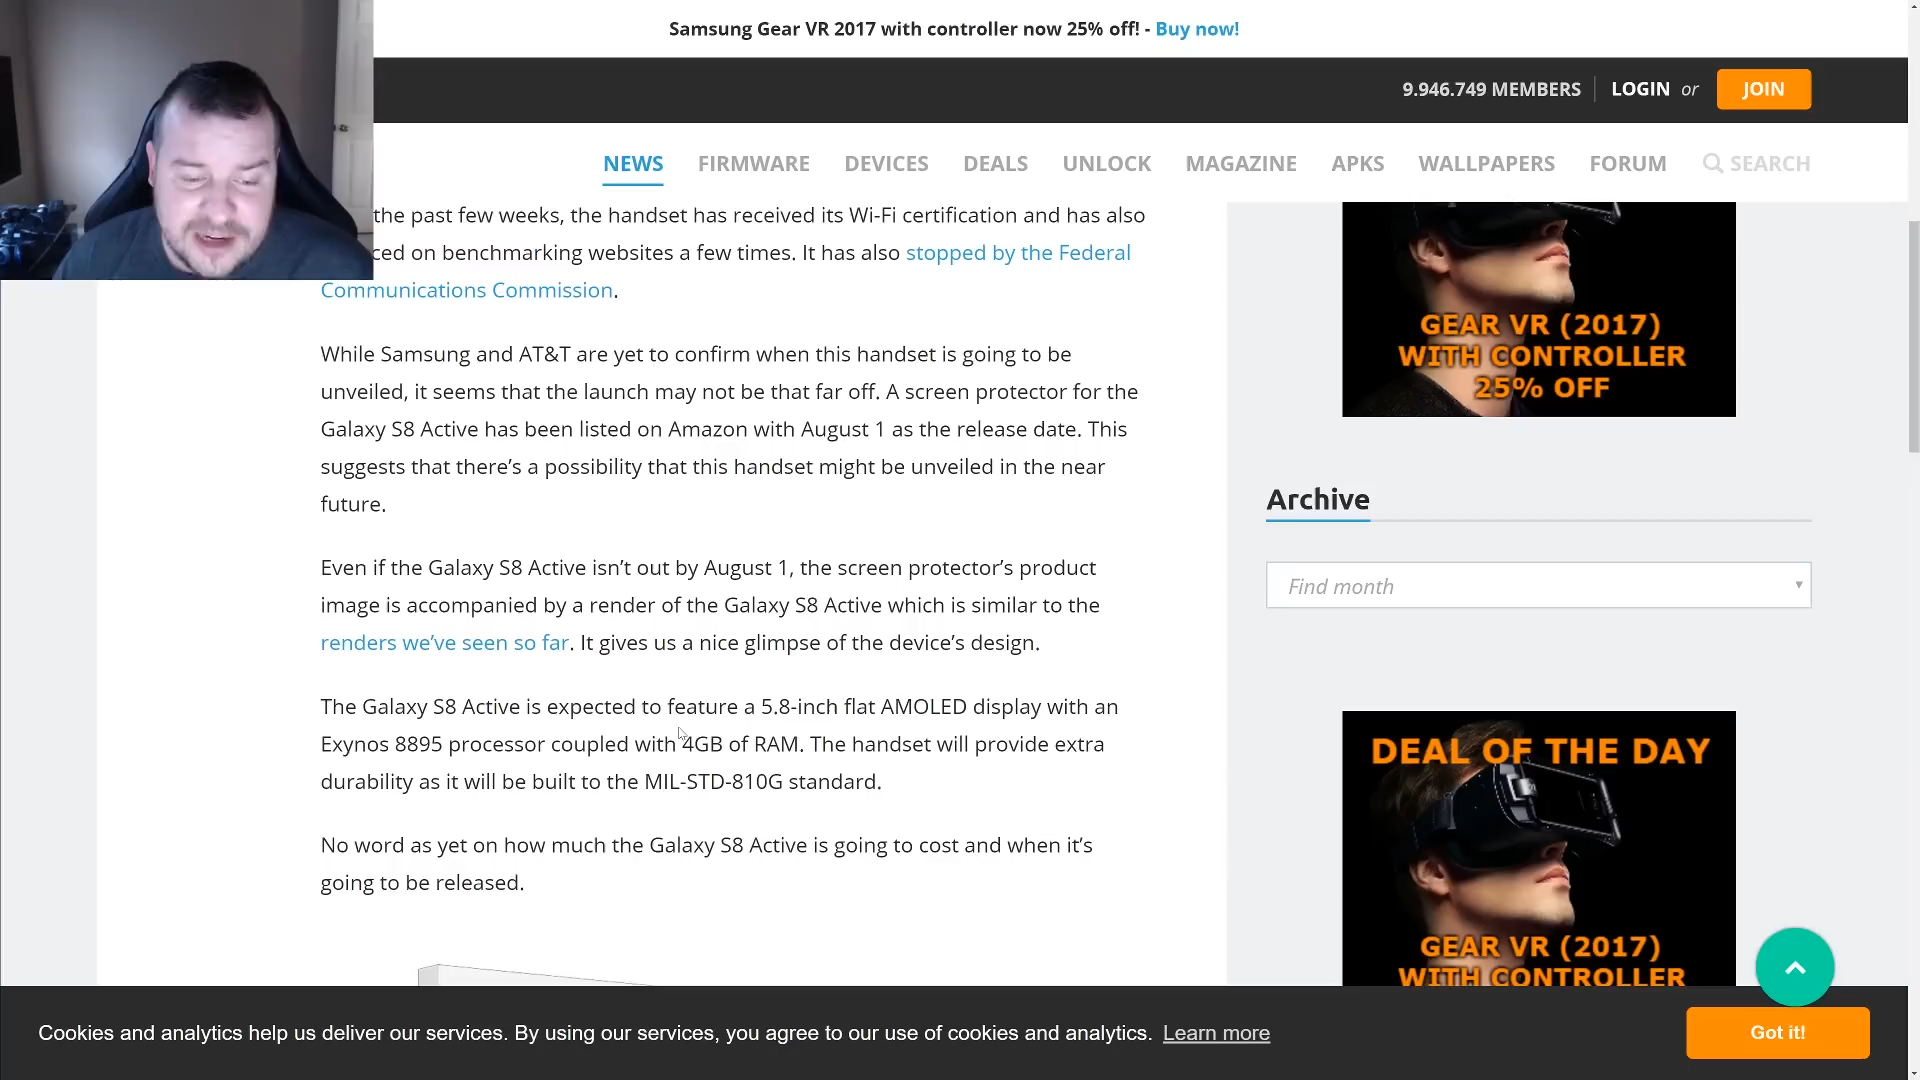 Samsung Gear VR 2017 with controller now 25% off! - Buy now!
9.946.749 MEMBERS LOGIN or JOIN
NEWS FIRMWARE DEVICES DEALS UNLOCK MAGAZINE APKS WALLPAPERS FORUM SEARCH
the past few weeks, the handset has received its Wi-Fi certification and has also
ced on benchmarking websites a few times. It has also stopped by the Federal
Communications Commission.
While Samsung and AT&T are yet to confirm when this handset is going to be
unveiled, it seems that the launch may not be that far off. A screen protector for the
Galaxy S8 Active has been listed on Amazon with August 1 as the release date. This
suggests that there's a possibility that this handset might be unveiled in the near
future.
Even if the Galaxy S8 Active isn't out by August 1, the screen protector's product
image is accompanied by a render of the Galaxy S8 Active which is similar to the
renders we've seen so far. It gives us a nice glimpse of the device's design.
The Galaxy S8 Active is expected to feature a 5.8-inch flat AMOLED display with an
Exynos 8895 processor coupled with 4GB of RAM. The handset will provide extra
durability as it will be built to the MIL-STD-810G standard.
No word as yet on how much the Galaxy S8 Active is going to cost and when it's
going to be released.
GEAR VR (2017)
WITH CONTROLLER
25% OFF
Archive
Find month
DEAL OF THE DAY
GEAR VR (2017)
WITH CONTROLLER
Cookies and analytics help us deliver our services. By using our services, you agree to our use of cookies and analytics. Learn more
Got it!